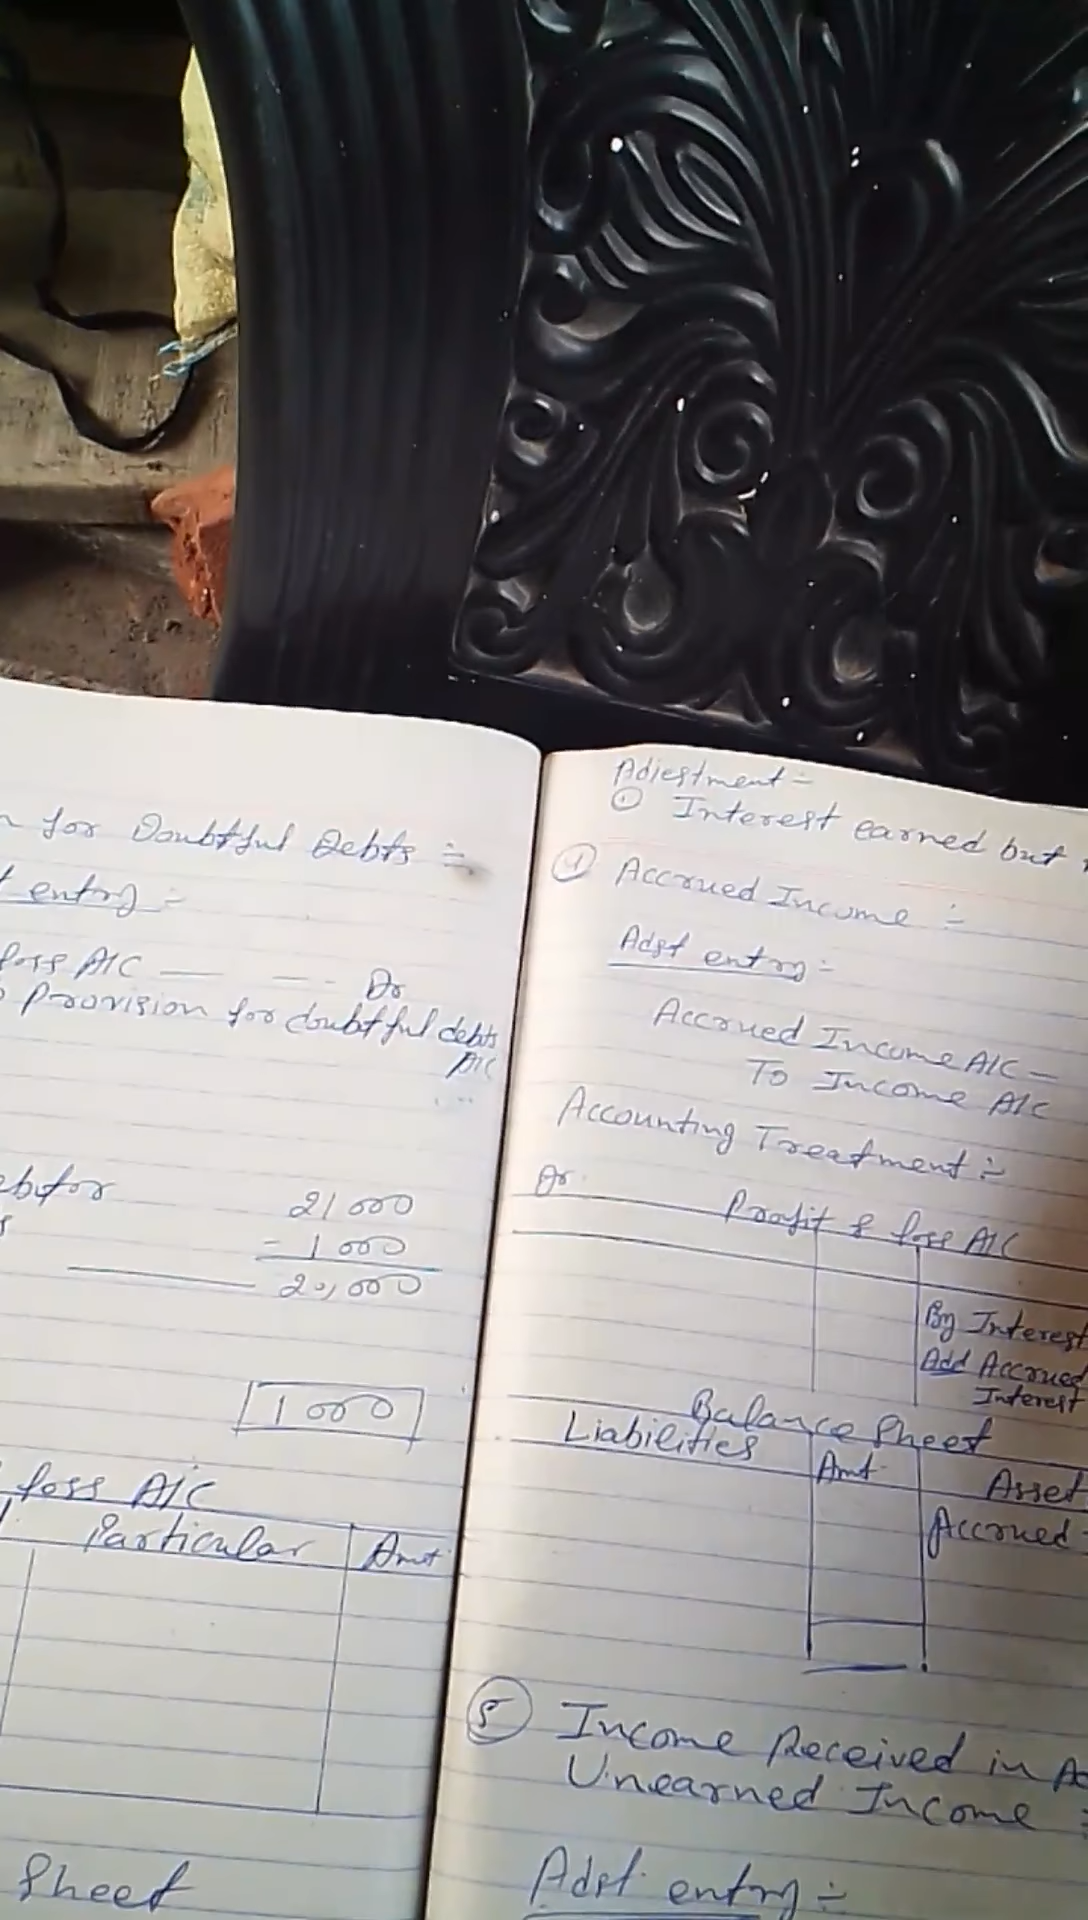 for Doubtful Debts :-
entry :-
loss A/C — — Dr
Provision for doubtful debts
A/C
21000
- 1000
20,000
1000
loss A/C
Particular Amt.
Sheet
Adjestment :-
① Interest earned but
④ Accrued Income :-
Adjt entry :-
Accrued Income A/C —
To Income A/C
Accounting Treatment :-
Dr. Profit & loss A/C
By Interest
Add Accrued
Interest
Balance Sheet
Liabilities Amt. Asset
Accrued
⑤ Income Received in
Unearned Income :
Adjt. entry :-